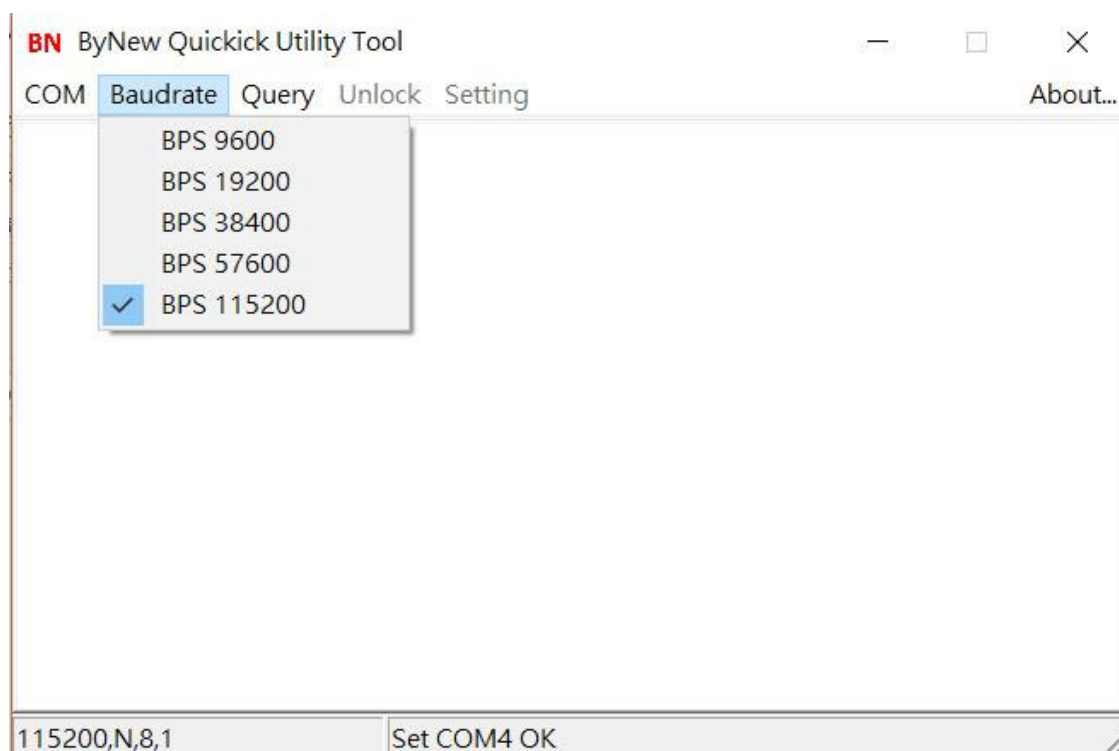 BN ByNew Quickick Utility Tool
COM Baudrate Query Unlock Setting About...
BPS 9600
BPS 19200
BPS 38400
BPS 57600
BPS 115200
115200,N,8,1 Set COM4 OK